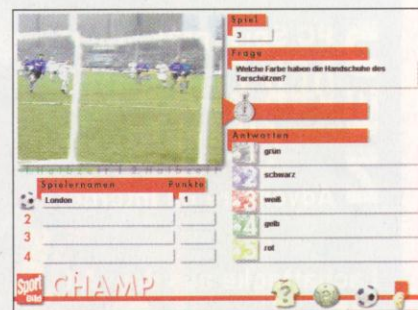 Spiel
3
Frage
Welche Farbe haben die Handschuhe des
Torschützen?
Antworten
grün
schwarz
weiß
gelb
rot
Spielernamen Punkte
London 1
2
3
4
Sport
Bild
CHAMP